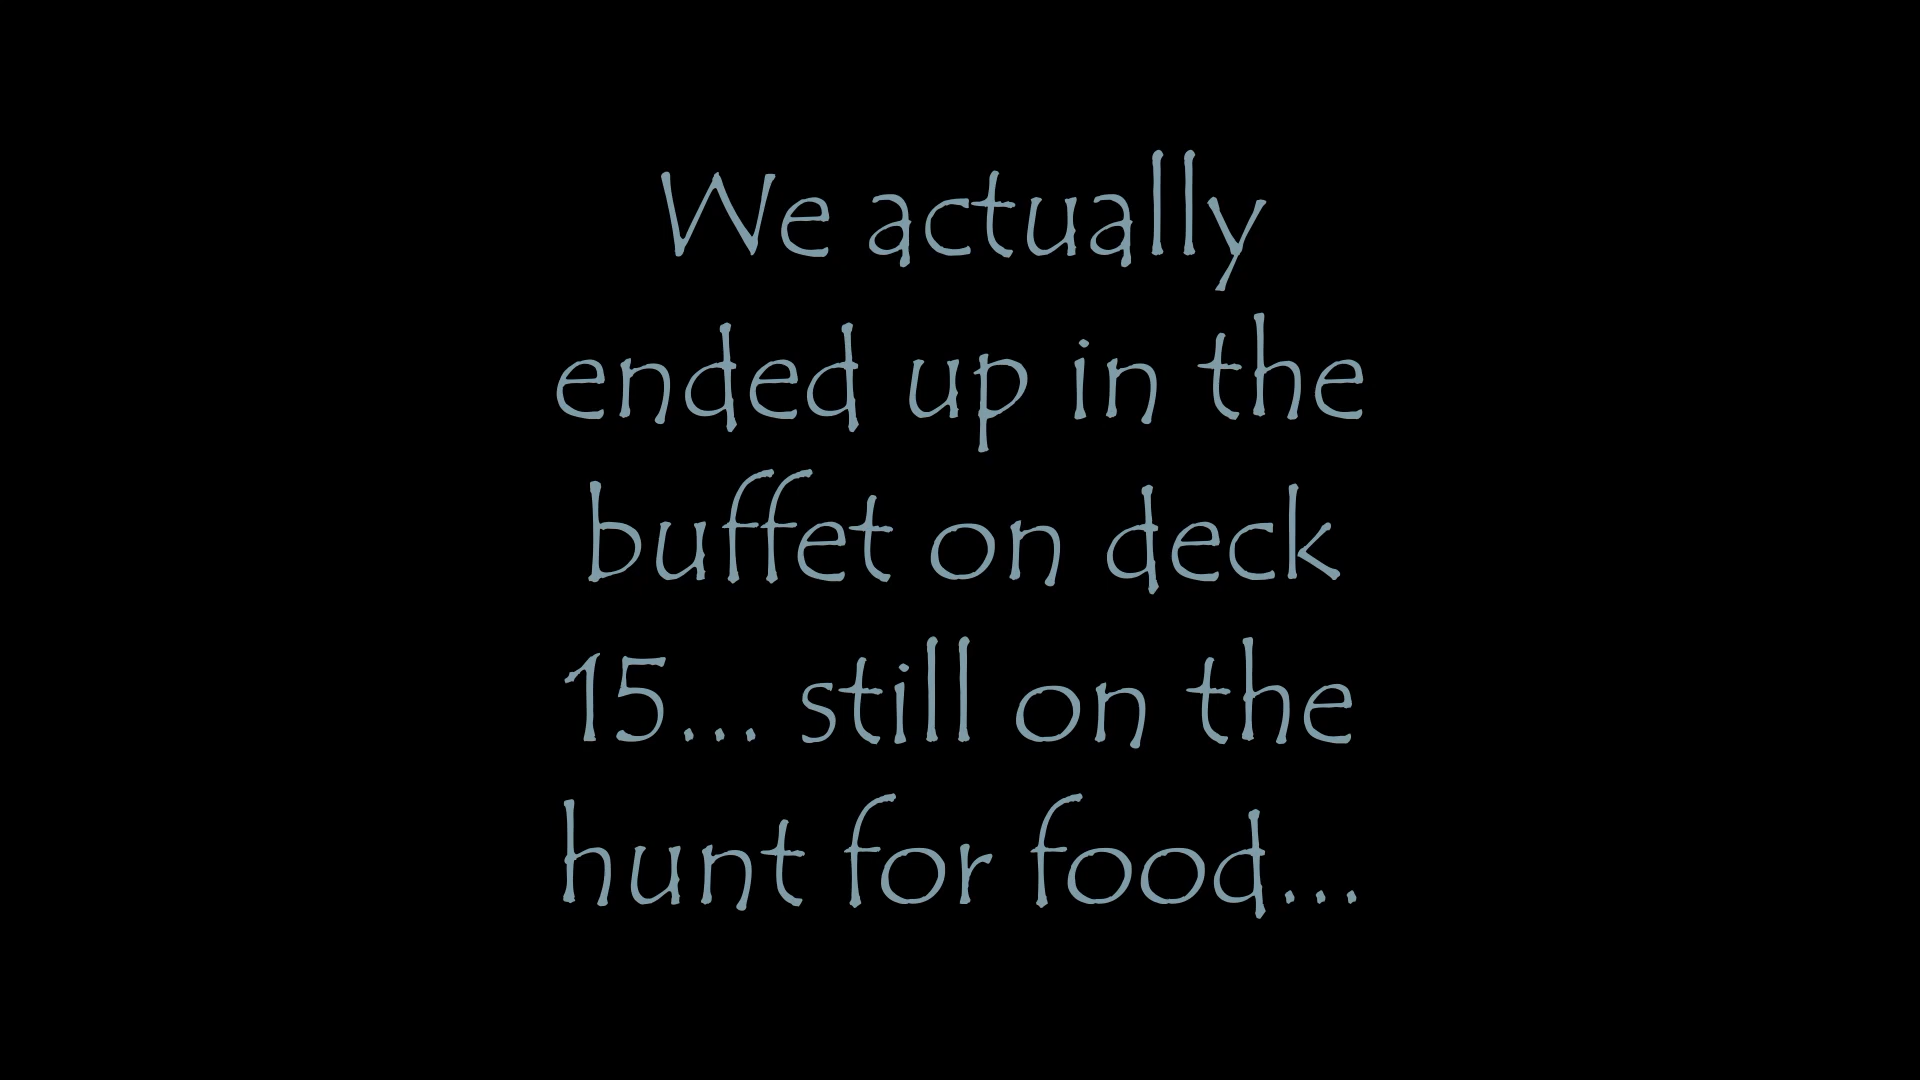 We actually
ended up in the
buffet on deck
15... still on the
hunt for food...